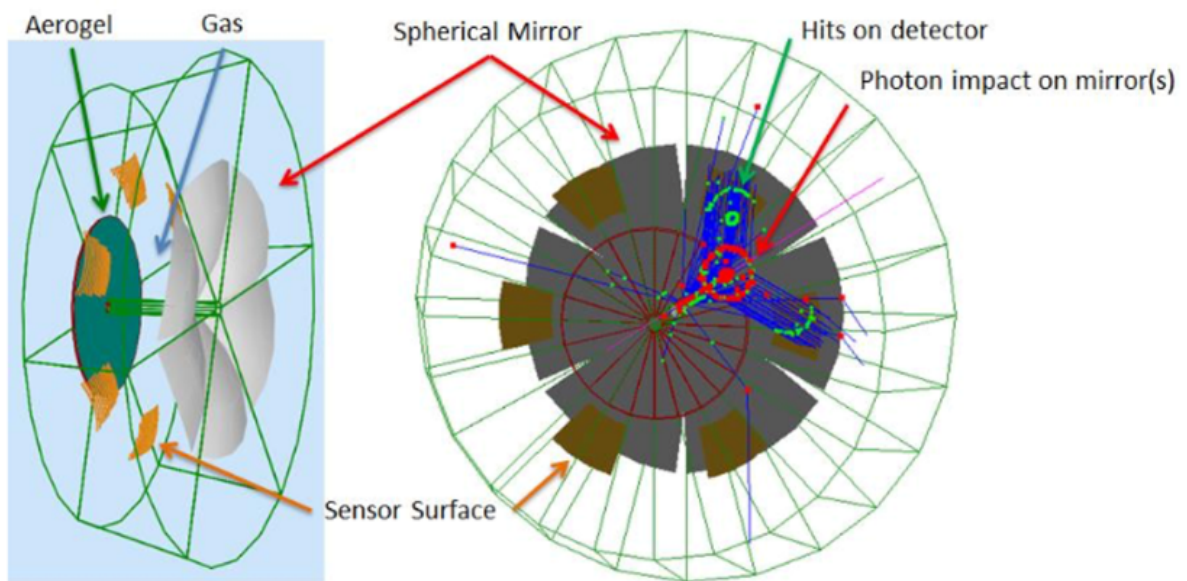 Aerogel
Gas
Spherical Mirror
Hits on detector
Photon impact on mirror(s)
Sensor Surface